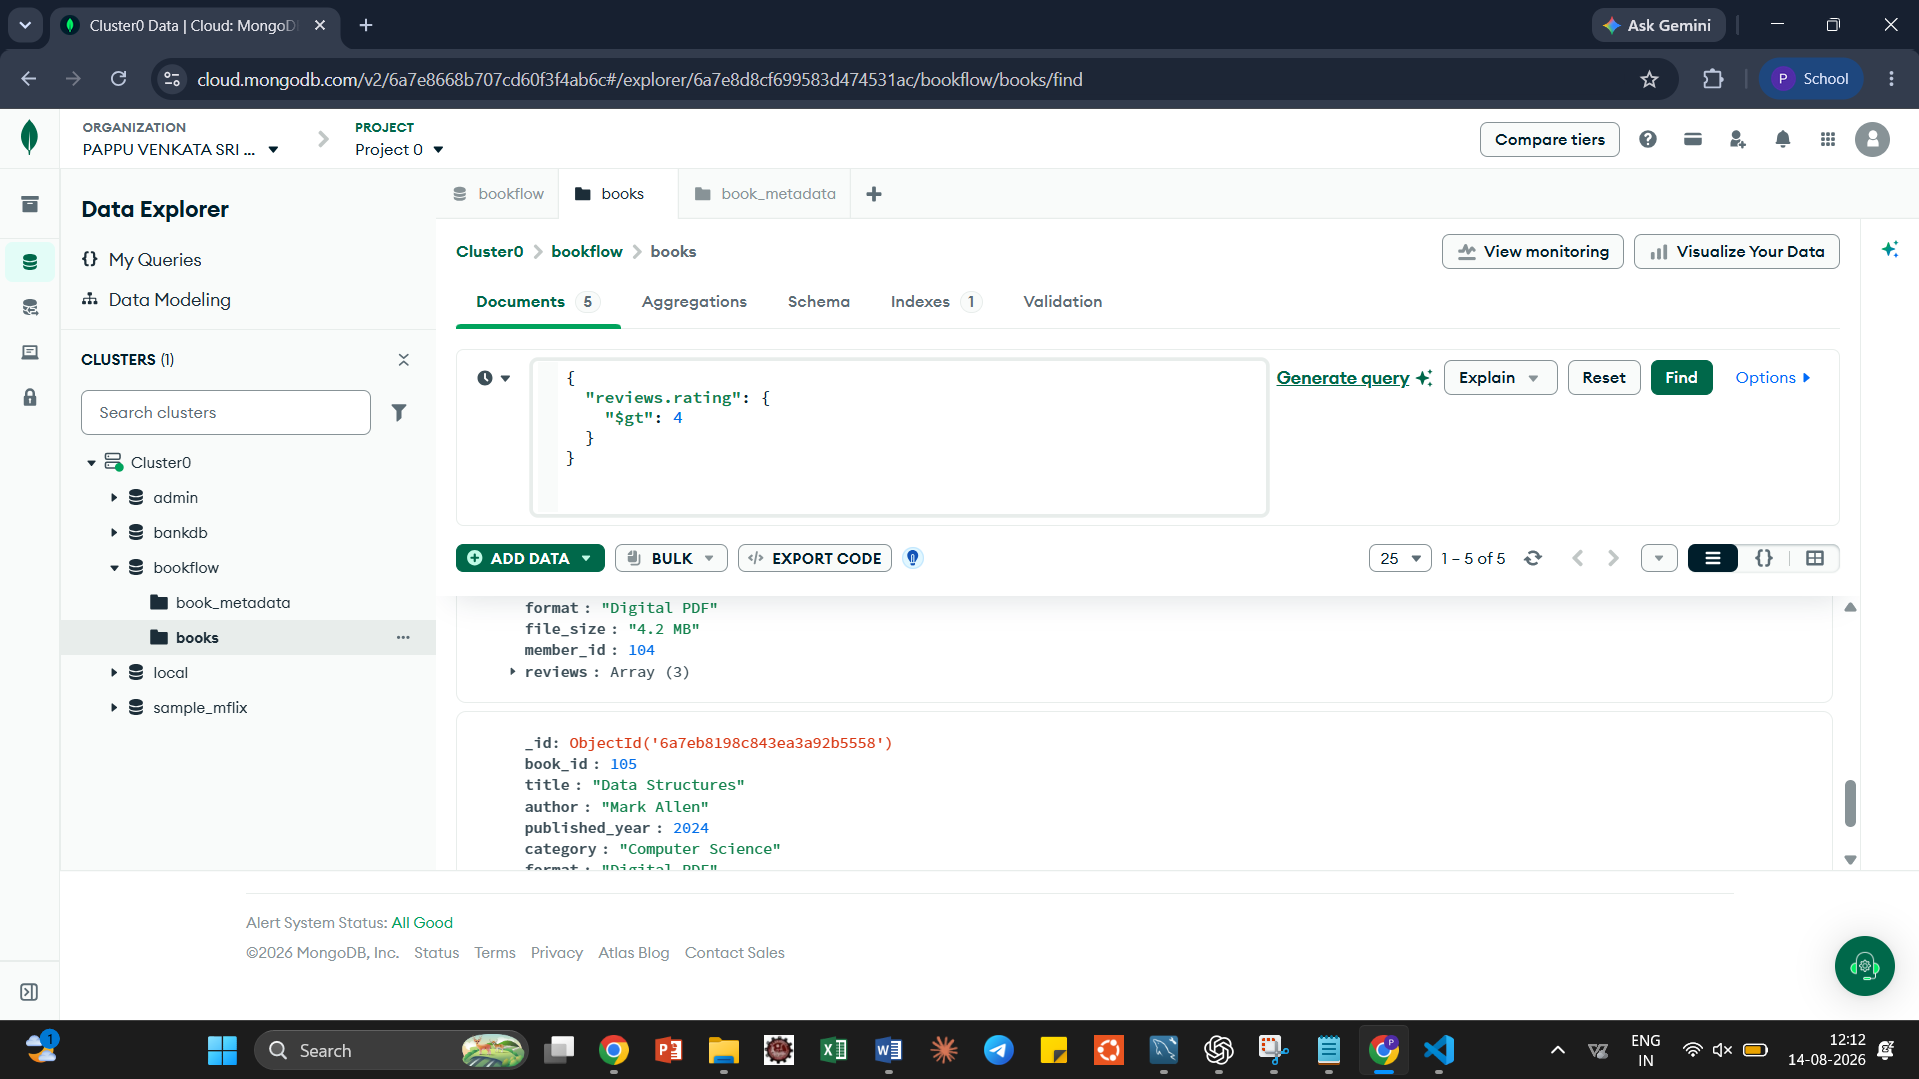 Cluster0 Data | Cloud: MongoD
Ask Gemini
cloud.mongodb.com/v2/6a7e8668b707cd60f3f4ab6c#/explorer/6a7e8d8cf699583d474531ac/bookflow/books/find
P School
ORGANIZATION
PAPPU VENKATA SRI ...
PROJECT
Project 0
Compare tiers
Data Explorer
My Queries
Data Modeling
CLUSTERS (1)
Search clusters
Cluster0
admin
bankdb
bookflow
book_metadata
books
local
sample_mflix
bookflow
books
book_metadata
Cluster0 > bookflow > books
View monitoring
Visualize Your Data
Documents 5
Aggregations
Schema
Indexes 1
Validation
{
"reviews.rating": {
"$gt": 4
}
}
Generate query
Explain
Reset
Find
Options
ADD DATA
BULK
EXPORT CODE
25
1 – 5 of 5
format : "Digital PDF"
file_size : "4.2 MB"
member_id : 104
reviews : Array (3)
_id: ObjectId('6a7eb8198c843ea3a92b5558')
book_id : 105
title : "Data Structures"
author : "Mark Allen"
published_year : 2024
category : "Computer Science"
format : "Digital PDF"
Alert System Status: All Good
©2026 MongoDB, Inc. Status Terms Privacy Atlas Blog Contact Sales
1
Search
ENG
IN
12:12
14-08-2026